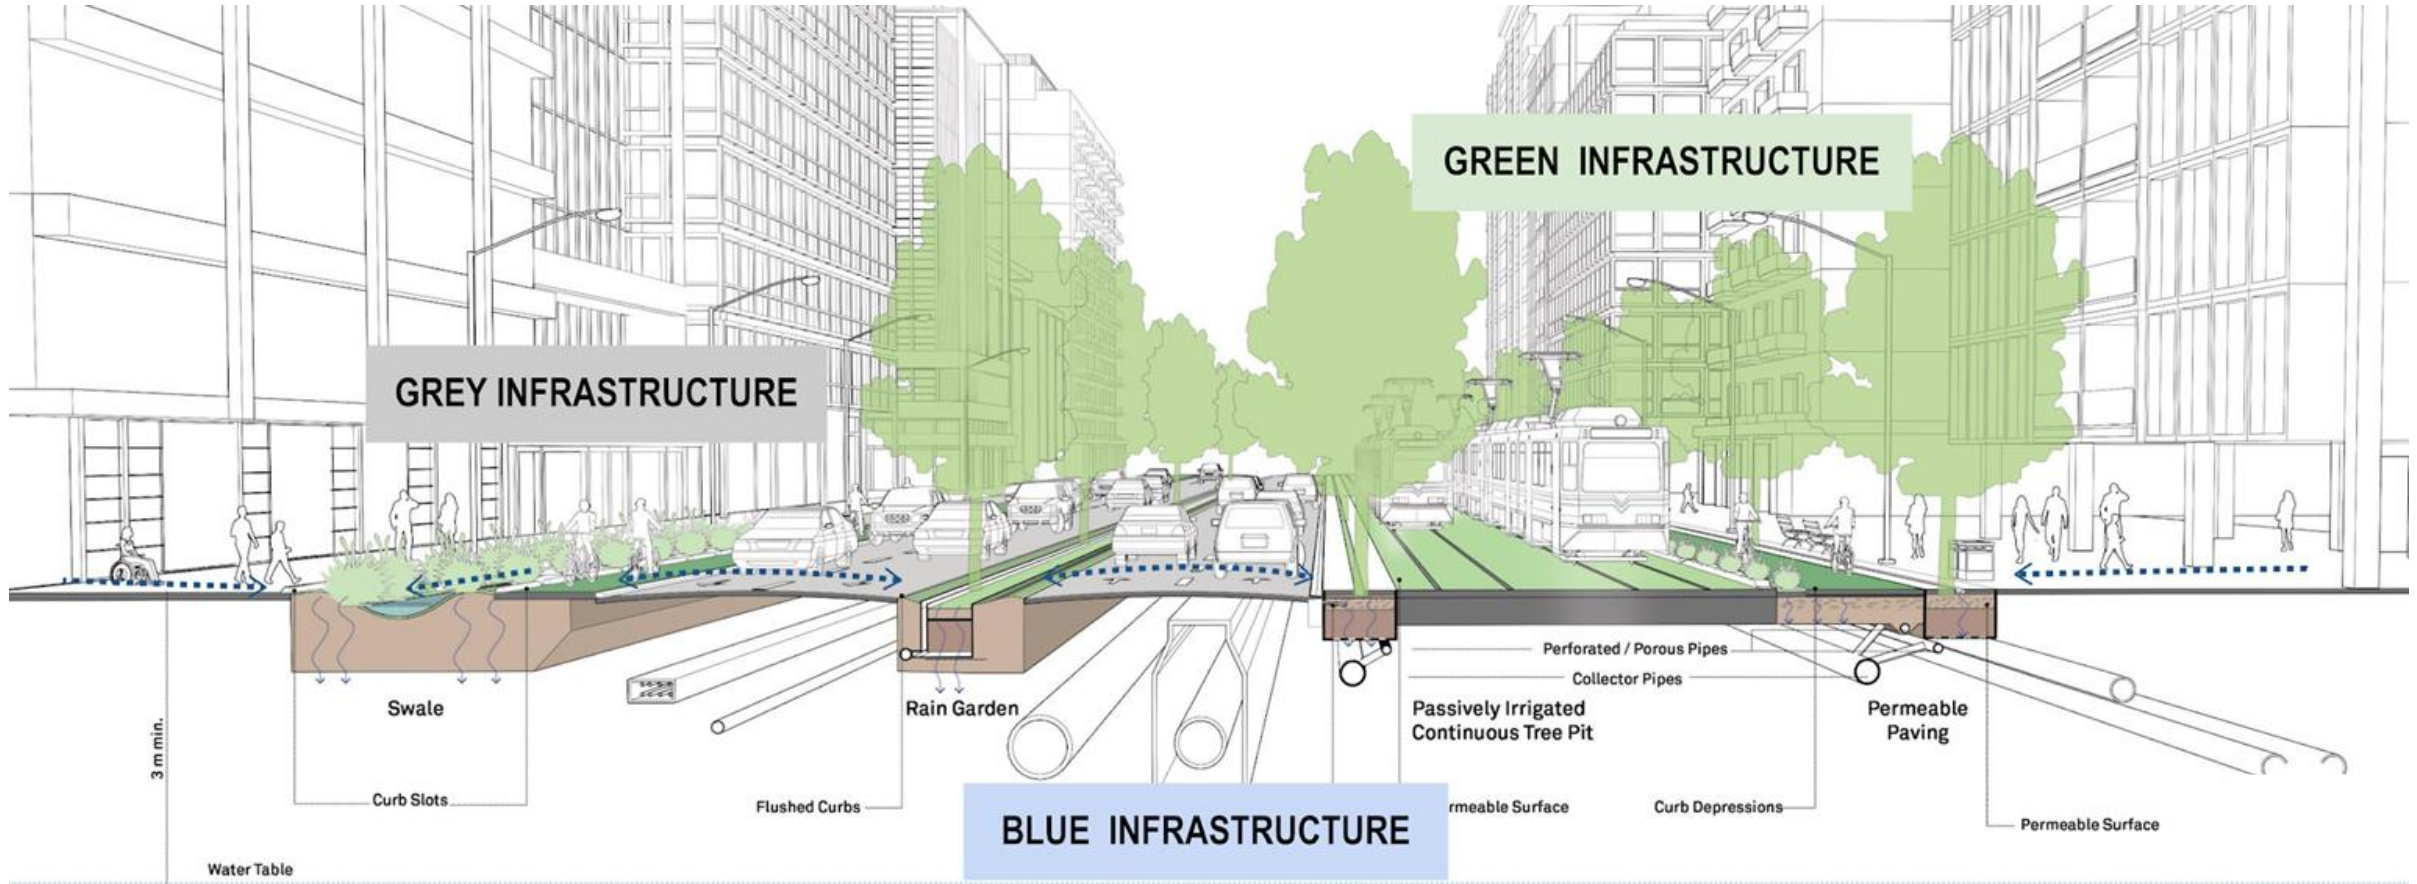 GREEN INFRASTRUCTURE
GREY INFRASTRUCTURE
Perforated / Porous Pipes
Collector Pipes
Swale
Rain Garden
Passively Irrigated
Continuous Tree Pit
Permeable
Paving
3 m min.
Curb Slots
Flushed Curbs
BLUE INFRASTRUCTURE
rmeable Surface
Curb Depressions
Permeable Surface
Water Table